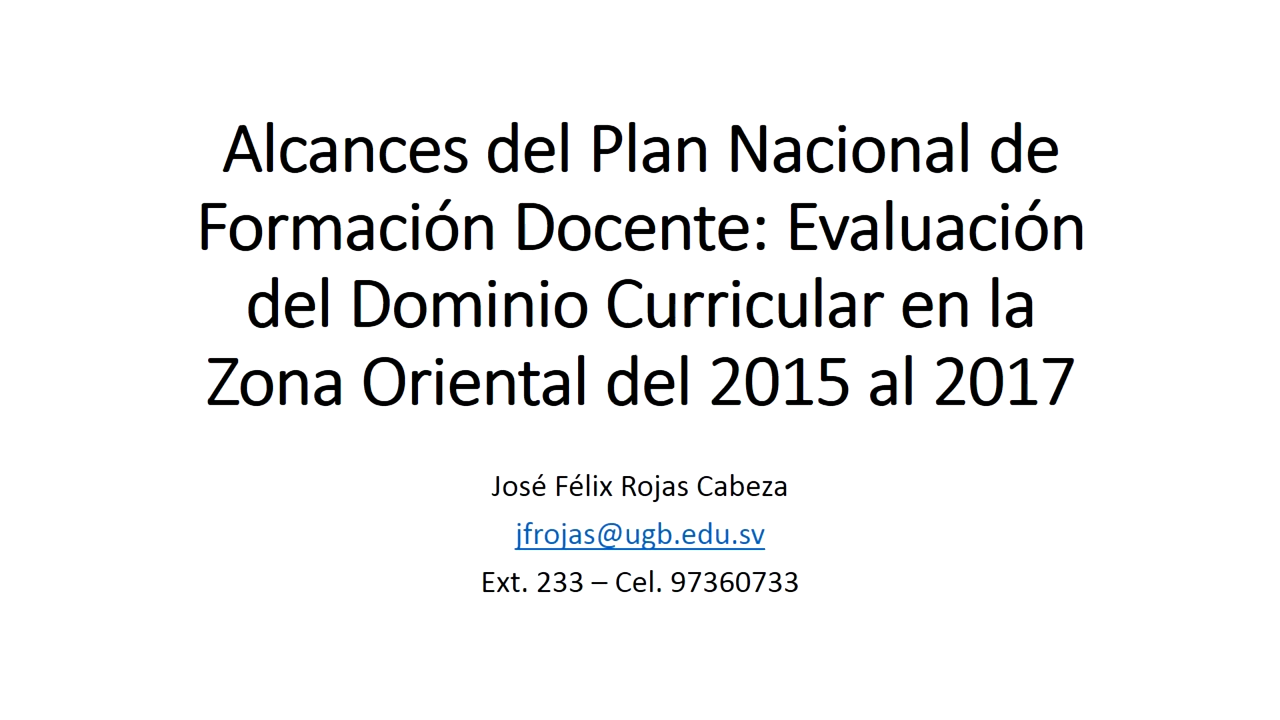 Alcances del Plan Nacional de
Formación Docente: Evaluación
del Dominio Curricular en la
Zona Oriental del 2015 al 2017
José Félix Rojas Cabeza
jfrojas@ugb.edu.sv
Ext. 233 – Cel. 97360733